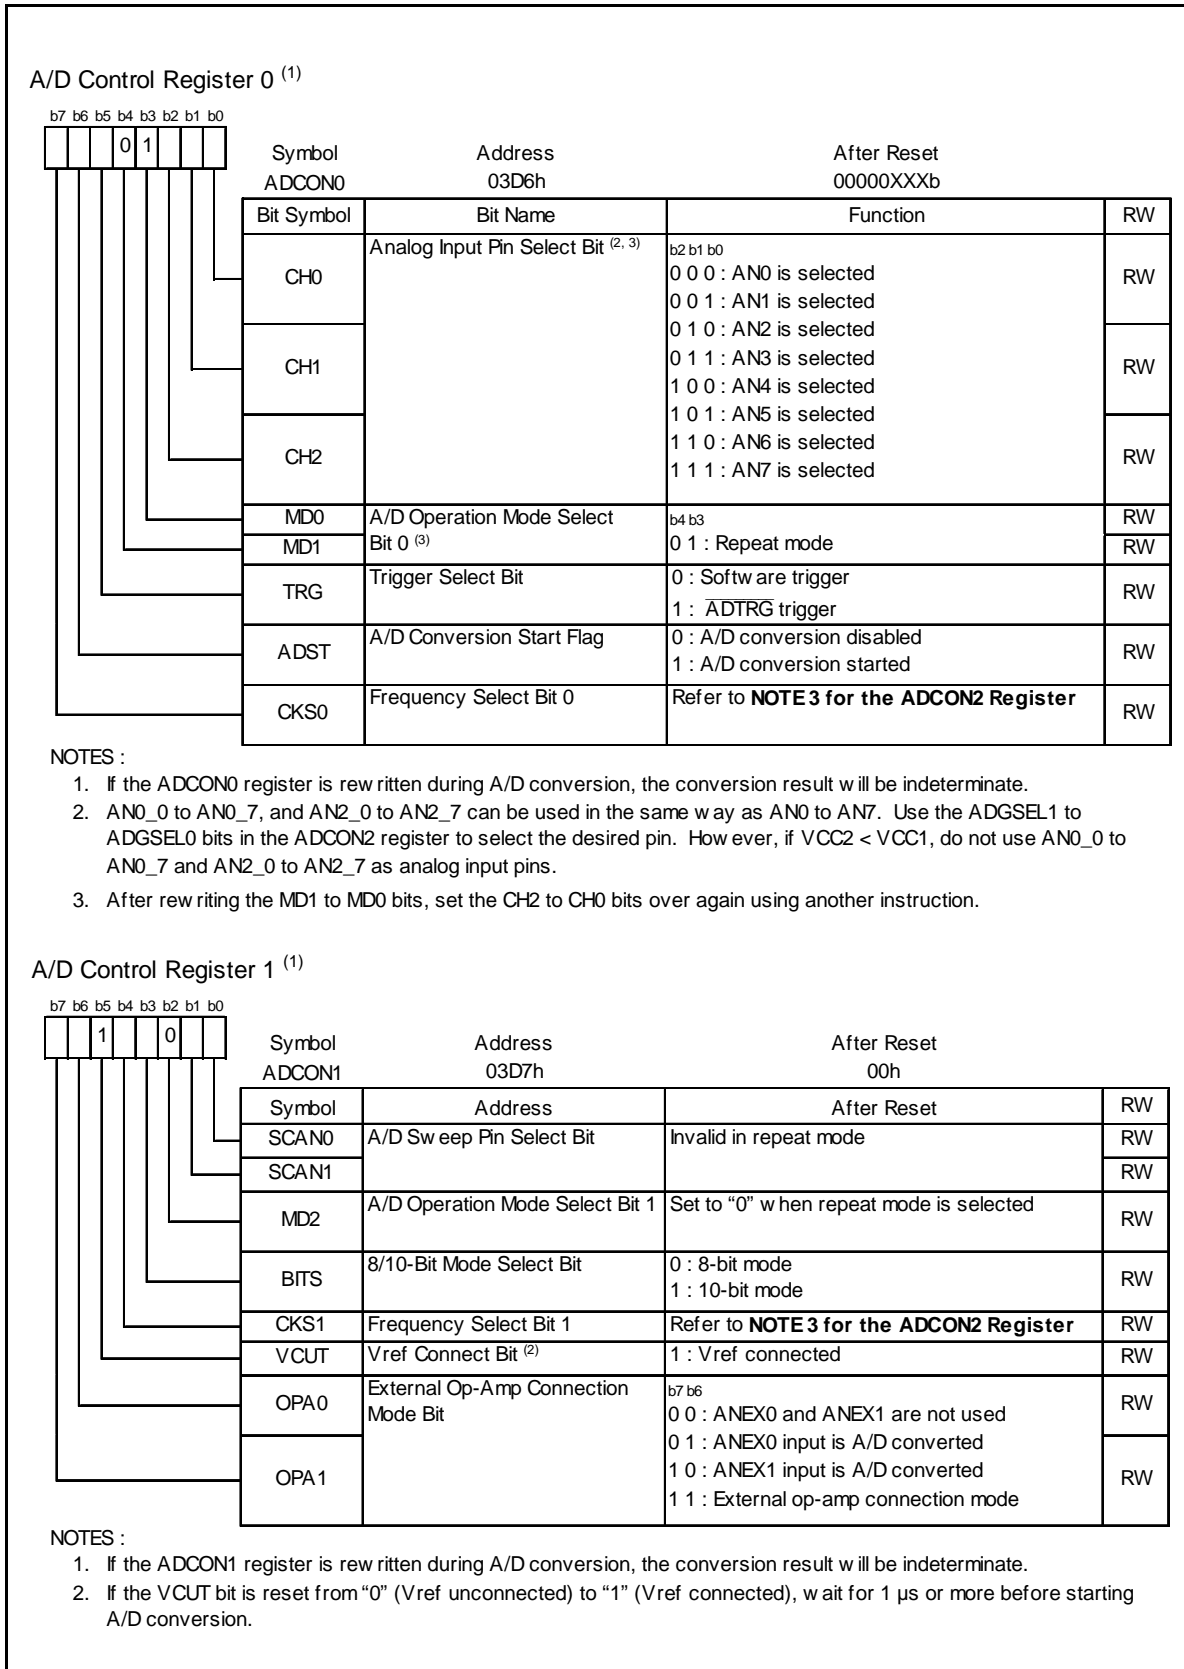 A/D Control Register 0 (1)
b7 b6 b5 b4 b3 b2 b1 b0
0 1
Symbol Address After Reset
ADCON0 03D6h 00000XXXb
Bit Symbol Bit Name Function RW
CH0 Analog Input Pin Select Bit (2, 3) b2 b1 b0
0 0 0 : AN0 is selected RW
0 0 1 : AN1 is selected
0 1 0 : AN2 is selected
CH1 0 1 1 : AN3 is selected RW
1 0 0 : AN4 is selected
1 0 1 : AN5 is selected
1 1 0 : AN6 is selected
CH2 1 1 1 : AN7 is selected RW
MD0 A/D Operation Mode Select b4 b3 RW
MD1 Bit 0 (3) 0 1 : Repeat mode RW
TRG Trigger Select Bit 0 : Software trigger RW
1 : ADTRG trigger
ADST A/D Conversion Start Flag 0 : A/D conversion disabled RW
1 : A/D conversion started
CKS0 Frequency Select Bit 0 Refer to NOTE 3 for the ADCON2 Register RW
NOTES :
1. If the ADCON0 register is rewritten during A/D conversion, the conversion result will be indeterminate.
2. AN0_0 to AN0_7, and AN2_0 to AN2_7 can be used in the same way as AN0 to AN7. Use the ADGSEL1 to
ADGSEL0 bits in the ADCON2 register to select the desired pin. However, if VCC2 < VCC1, do not use AN0_0 to
AN0_7 and AN2_0 to AN2_7 as analog input pins.
3. After rewriting the MD1 to MD0 bits, set the CH2 to CH0 bits over again using another instruction.
A/D Control Register 1 (1)
b7 b6 b5 b4 b3 b2 b1 b0
1 0
Symbol Address After Reset
ADCON1 03D7h 00h
Symbol Address After Reset RW
SCAN0 A/D Sweep Pin Select Bit Invalid in repeat mode RW
SCAN1 RW
MD2 A/D Operation Mode Select Bit 1 Set to “0” when repeat mode is selected RW
BITS 8/10-Bit Mode Select Bit 0 : 8-bit mode RW
1 : 10-bit mode
CKS1 Frequency Select Bit 1 Refer to NOTE 3 for the ADCON2 Register RW
VCUT Vref Connect Bit (2) 1 : Vref connected RW
OPA0 External Op-Amp Connection b7 b6 RW
Mode Bit 0 0 : ANEX0 and ANEX1 are not used
0 1 : ANEX0 input is A/D converted
OPA1 1 0 : ANEX1 input is A/D converted RW
1 1 : External op-amp connection mode
NOTES :
1. If the ADCON1 register is rewritten during A/D conversion, the conversion result will be indeterminate.
2. If the VCUT bit is reset from “0” (Vref unconnected) to “1” (Vref connected), wait for 1 µs or more before starting
A/D conversion.